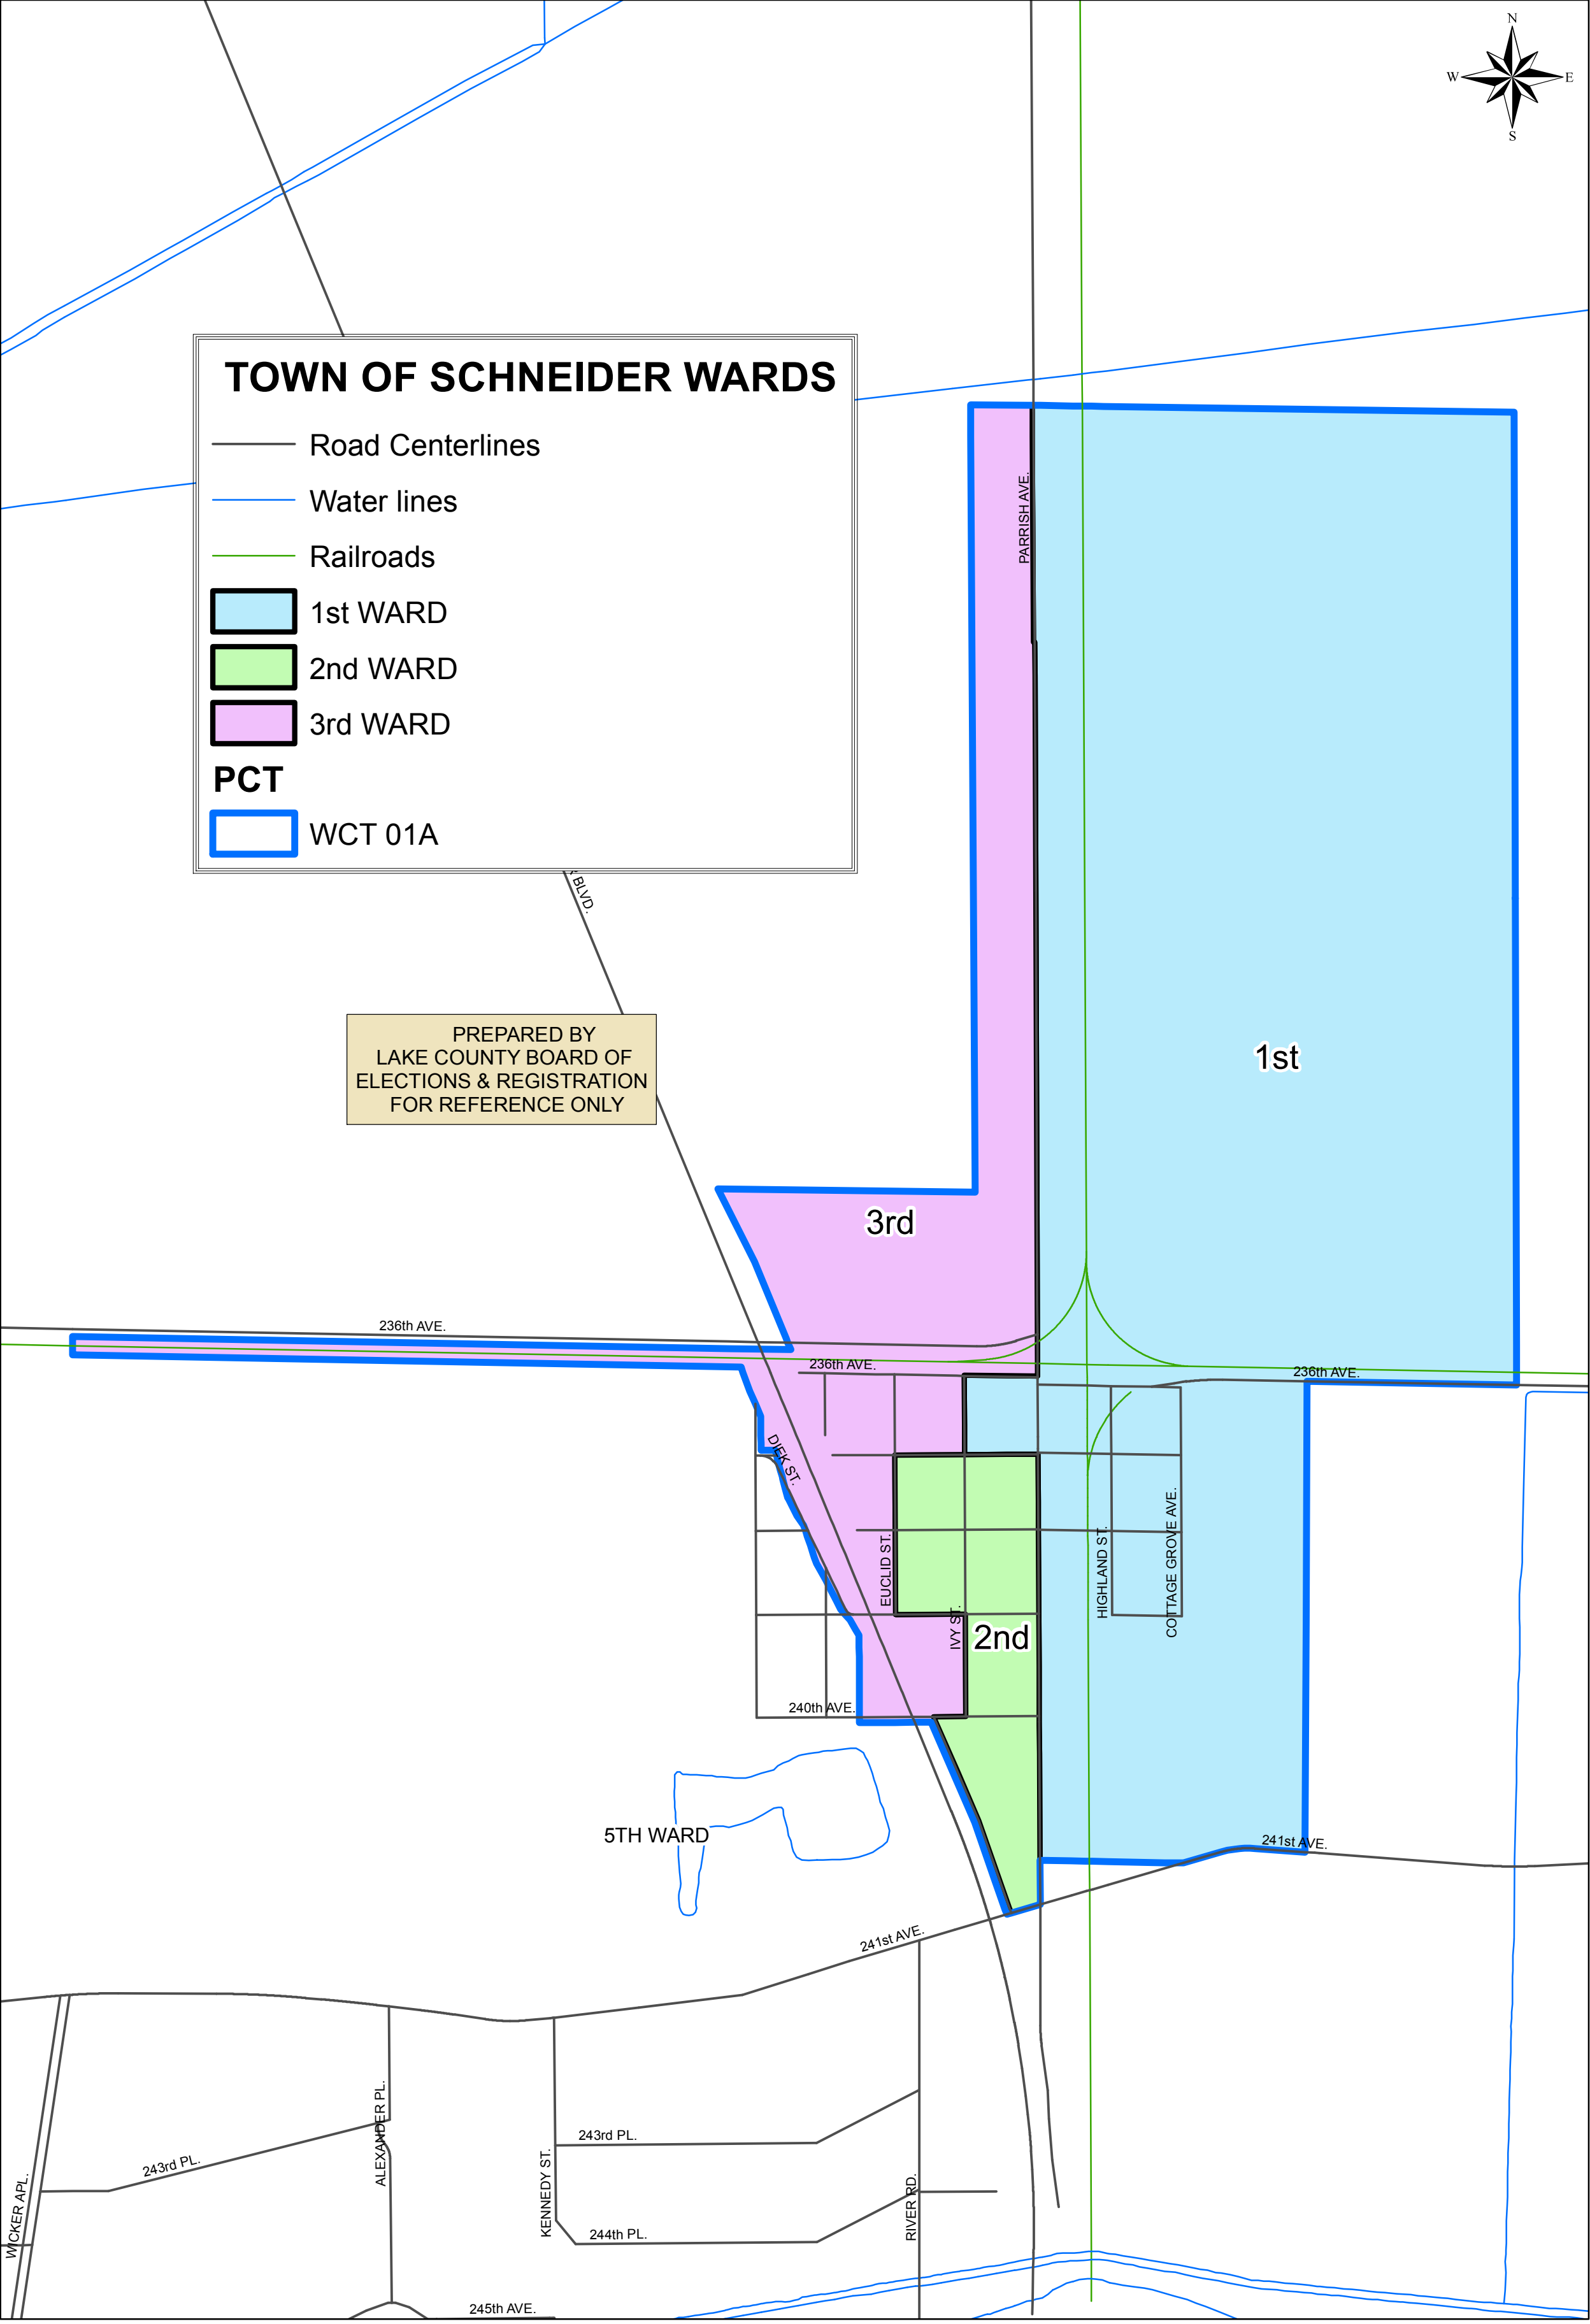 N
W E
S
TOWN OF SCHNEIDER WARDS
Road Centerlines
Water lines
Railroads
1st WARD
2nd WARD
3rd WARD
PCT
WCT 01A
PARRISH AVE.
BLVD.
PREPARED BY
LAKE COUNTY BOARD OF
ELECTIONS & REGISTRATION
FOR REFERENCE ONLY
1st
3rd
236th AVE.
236th AVE.
236th AVE.
DIEK ST.
EUCLID ST.
IVY ST.
2nd
HIGHLAND ST.
COTTAGE GROVE AVE.
240th AVE.
5TH WARD
241st AVE.
241st AVE.
243rd PL.
ALEXANDER PL.
243rd PL.
KENNEDY ST.
244th PL.
RIVER RD.
WICKER APL.
245th AVE.